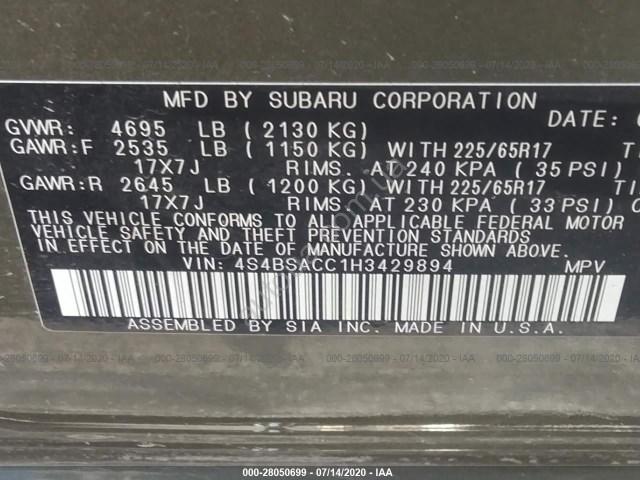 MFD BY SUBARU CORPORATION
DATE:
GVWR: 4695 LB ( 2130 KG)
GAWR:F 2535 LB ( 1150 KG) WITH 225/65R17
17X7J RIMS. AT 240 KPA ( 35 PSI)
GAWR:R 2645 LB ( 1200 KG) WITH 225/65R17
17X7J RIMS. AT 230 KPA ( 33 PSI)
THIS VEHICLE CONFORMS TO ALL APPLICABLE FEDERAL MOTOR
VEHICLE SAFETY AND THEFT PREVENTION STANDARDS
IN EFFECT ON THE DATE OF MANUFACTURE SHOWN ABOVE.
VIN: 4S4BSACC1H3429894 MPV
ASSEMBLED BY SIA INC. MADE IN U.S.A.
000-28050699 - 07/14/2020 - IAA